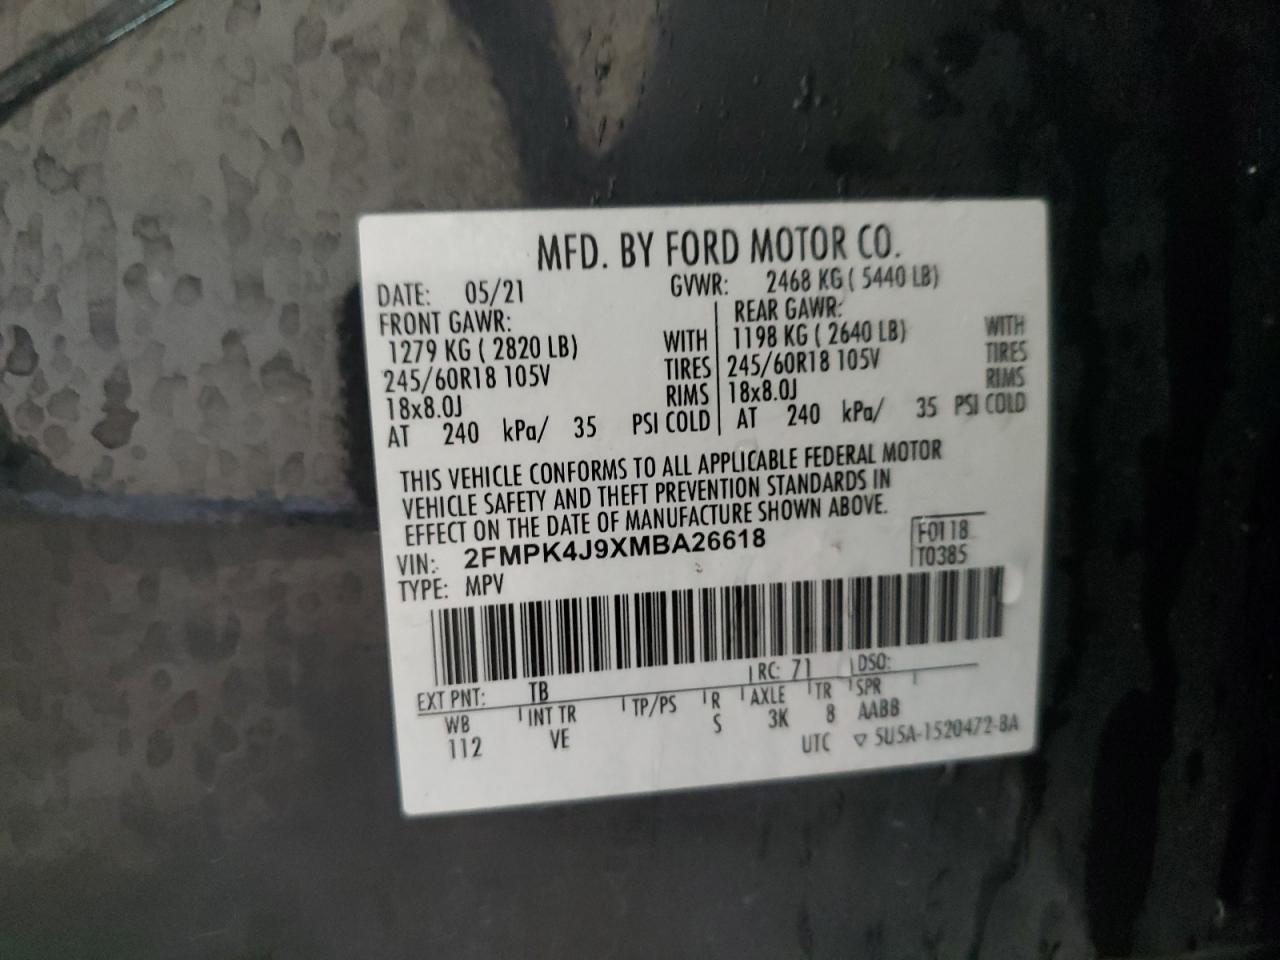 MFD. BY FORD MOTOR CO.
DATE: 05/21 GVWR: 2468 KG ( 5440 LB)
FRONT GAWR: REAR GAWR:
1279 KG ( 2820 LB) WITH 1198 KG ( 2640 LB) WITH
245/60R18 105V TIRES 245/60R18 105V TIRES
18x8.0J RIMS 18x8.0J RIMS
AT 240 kPa/ 35 PSI COLD AT 240 kPa/ 35 PSI COLD
THIS VEHICLE CONFORMS TO ALL APPLICABLE FEDERAL MOTOR
VEHICLE SAFETY AND THEFT PREVENTION STANDARDS IN
EFFECT ON THE DATE OF MANUFACTURE SHOWN ABOVE.
VIN: 2FMPK4J9XMBA26618 F0118
TYPE: MPV T0385
EXT PNT: TB RC: 71 DSO:
WB INT TR TP/PS R AXLE TR SPR
112 VE S 3K 8 AABB
UTC ▽ 5U5A-1520472-BA